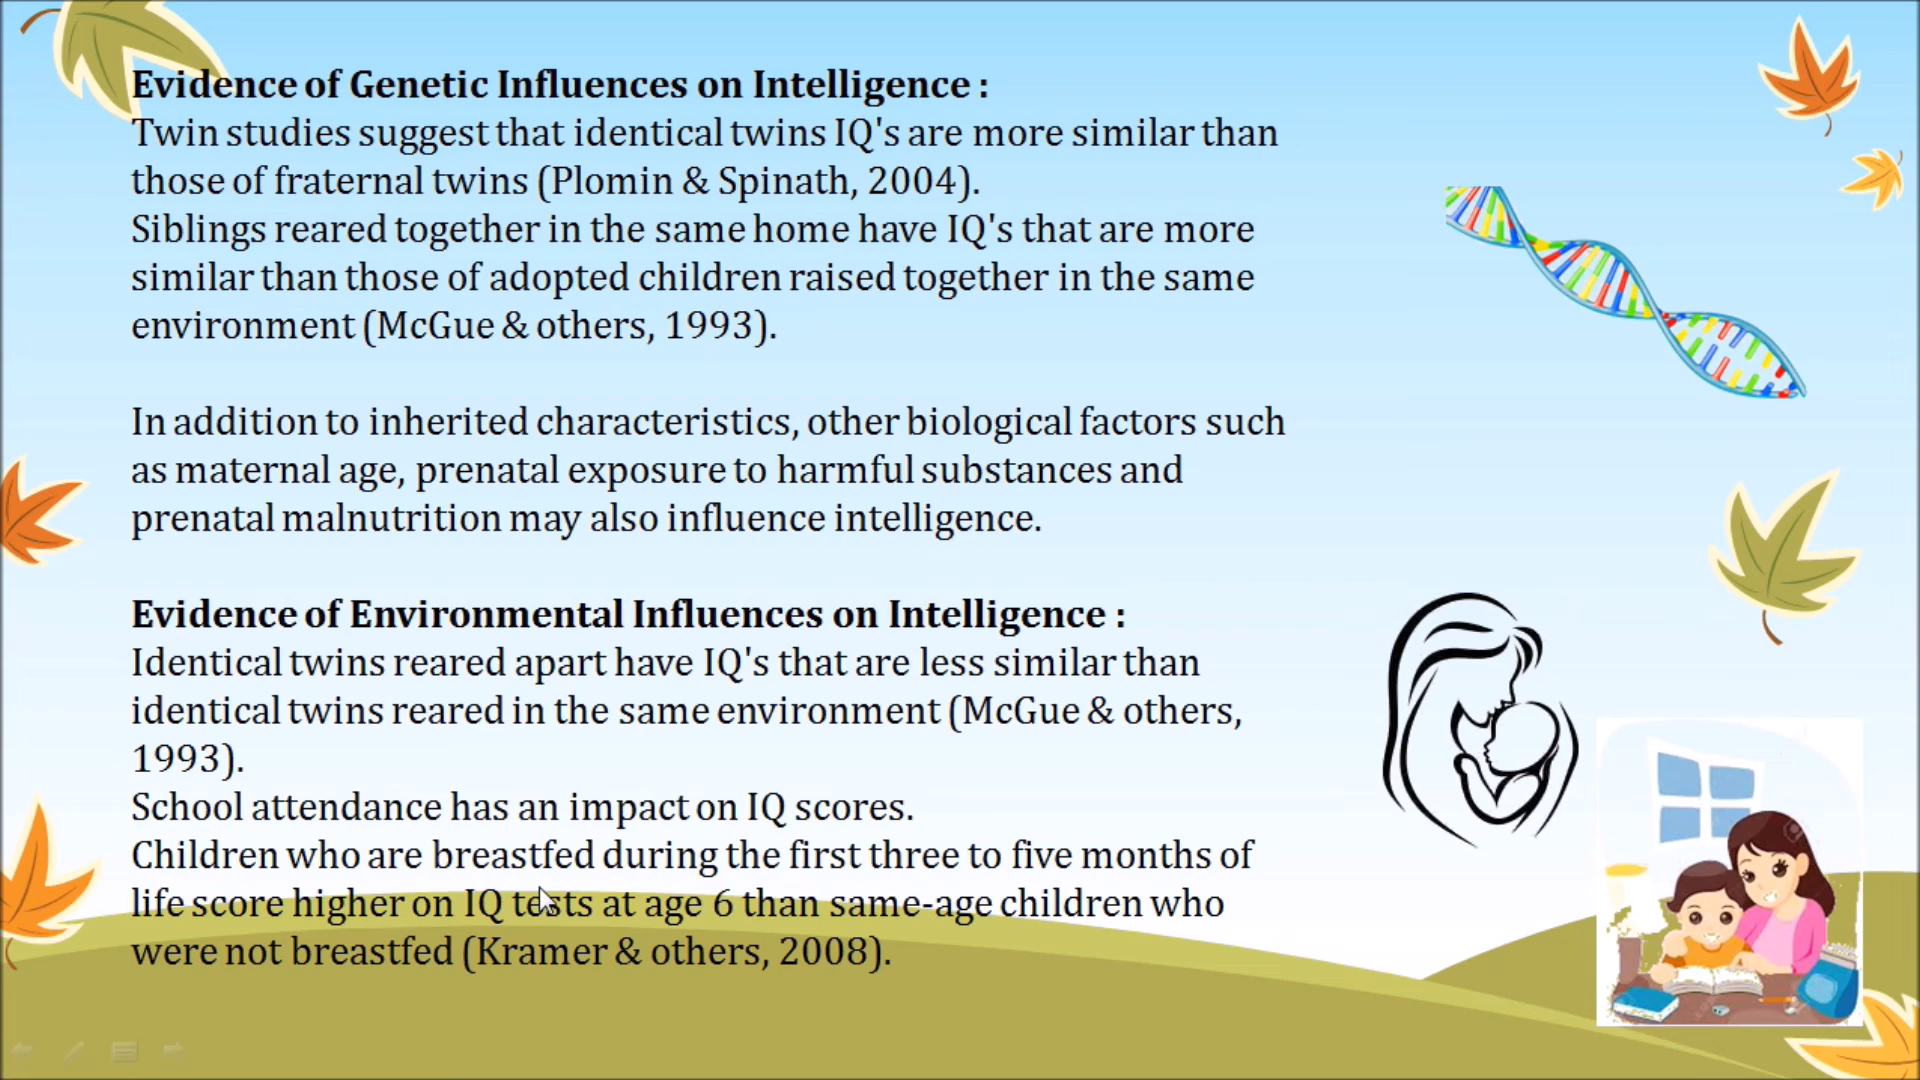 Evidence of Genetic Influences on Intelligence :
Twin studies suggest that identical twins IQ's are more similar than
those of fraternal twins (Plomin & Spinath, 2004).
Siblings reared together in the same home have IQ's that are more
similar than those of adopted children raised together in the same
environment (McGue & others, 1993).
In addition to inherited characteristics, other biological factors such
as maternal age, prenatal exposure to harmful substances and
prenatal malnutrition may also influence intelligence.
Evidence of Environmental Influences on Intelligence :
Identical twins reared apart have IQ's that are less similar than
identical twins reared in the same environment (McGue & others,
1993).
School attendance has an impact on IQ scores.
Children who are breastfed during the first three to five months of
life score higher on IQ tests at age 6 than same-age children who
were not breastfed (Kramer & others, 2008).